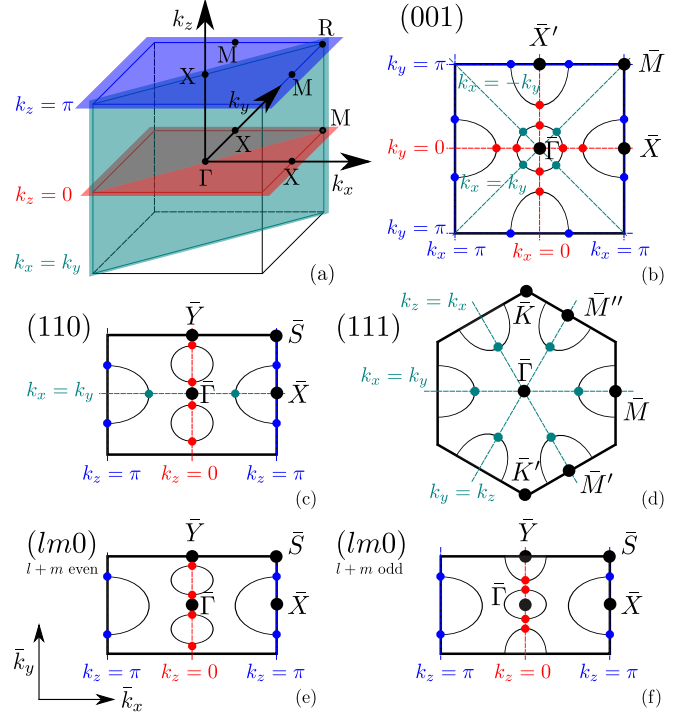 k_z
R
M
X
k_y
M
k_z = π
M
X
Γ
X
k_z = 0
k_x
k_x = k_y
(a)
(001)
X̄′
M̄
k_y = π
k_x = −k_y
k_y = 0
Γ̄
X̄
k_x = k_y
k_y = π
k_x = π
k_x = 0
k_x = π
(b)
(110)
Ȳ
S̄
k_x = k_y
Γ̄
X̄
k_z = π
k_z = 0
k_z = π
(c)
(111)
k_z = k_x
K̄
M̄′′
Γ̄
k_x = k_y
M̄
K̄′
M̄′
k_y = k_z
(d)
(lm0)
l + m even
Ȳ
S̄
Γ̄
X̄
k_z = π
k_z = 0
k_z = π
(e)
k̄_y
k̄_x
(lm0)
l + m odd
Ȳ
S̄
Γ̄
X̄
k_z = π
k_z = 0
k_z = π
(f)